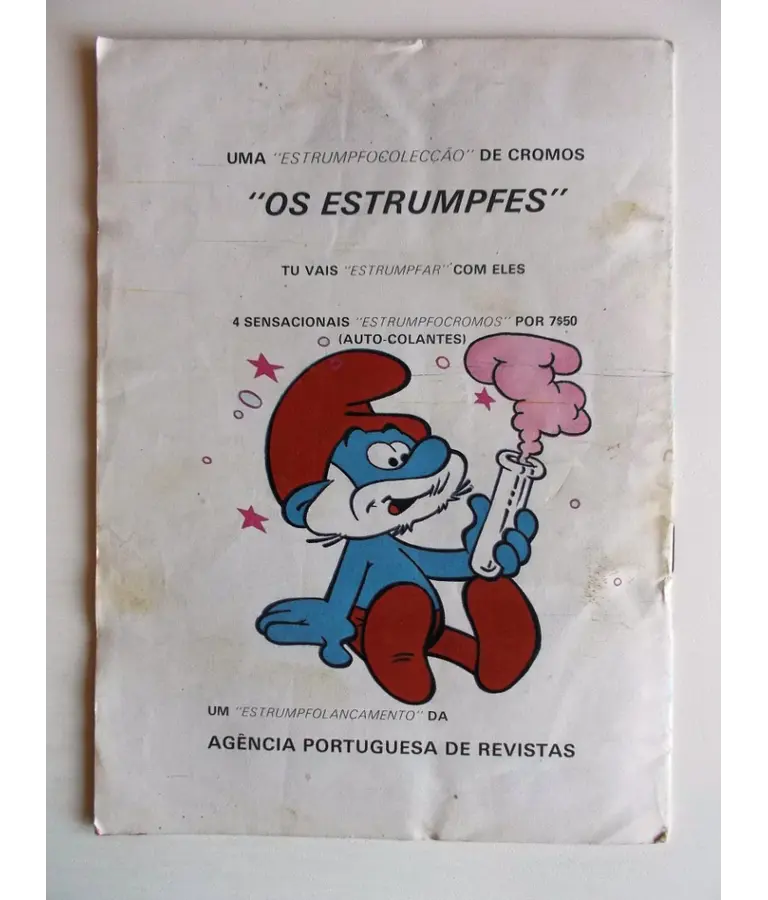 UMA "ESTRUMPFOCOLECÇÃO" DE CROMOS
"OS ESTRUMPFES"
TU VAIS "ESTRUMPFAR" COM ELES
4 SENSACIONAIS "ESTRUMPFOCROMOS" POR 7$50
(AUTO-COLANTES)
UM "ESTRUMPFOLANÇAMENTO" DA
AGÊNCIA PORTUGUESA DE REVISTAS